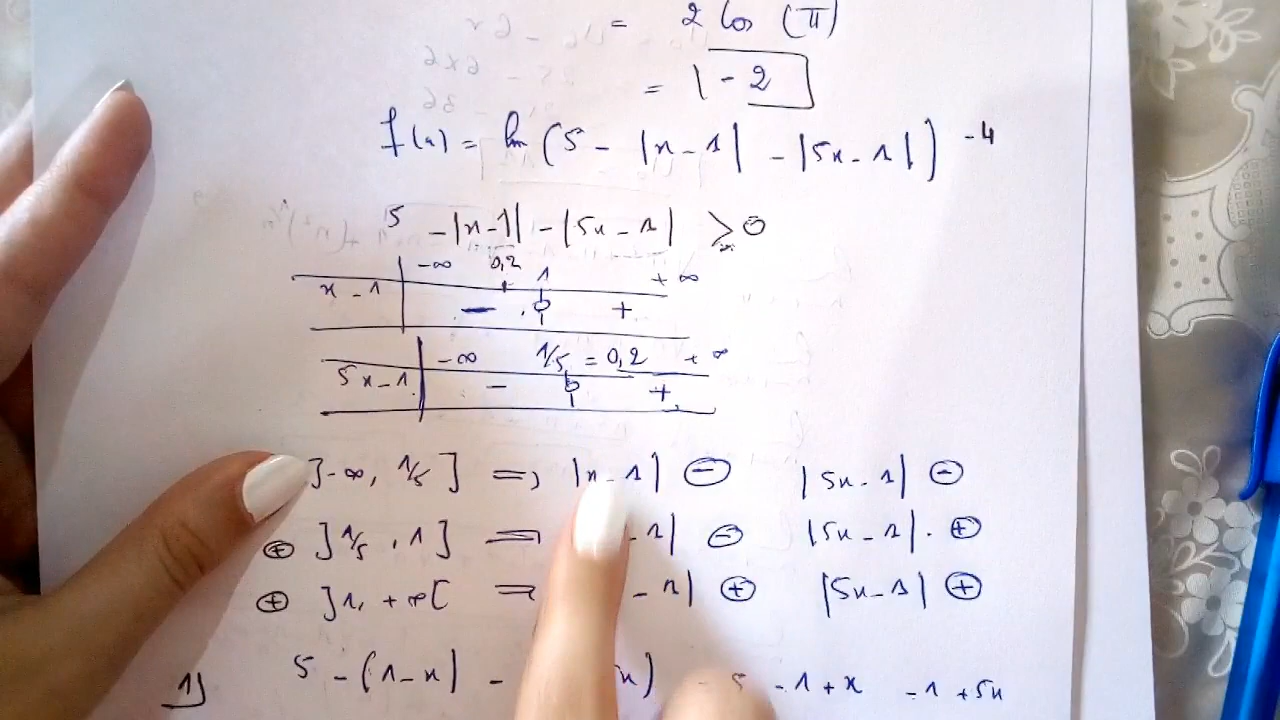 = 2 cos (π)
= |-2|
f(x) = ln (5 - |x - 1| - |5x - 1|) - 4
5 - |x - 1| - |5x - 1| > 0
-∞ 0,2 1 + ∞
x - 1 - 0 +
-∞ 1/5 = 0,2 + ∞
5x - 1 - 0 +
]-∞, 1/5] => |x - 1| ⊖ |5x - 1| ⊖
⊕ ]1/5, 1] => - 1| ⊖ |5x - 1|. ⊕
⊕ ]1, +∞[ => - 1| ⊕ |5x - 1| ⊕
1) 5 - (1 - x) - x) - 1 + x - 1 + 5x